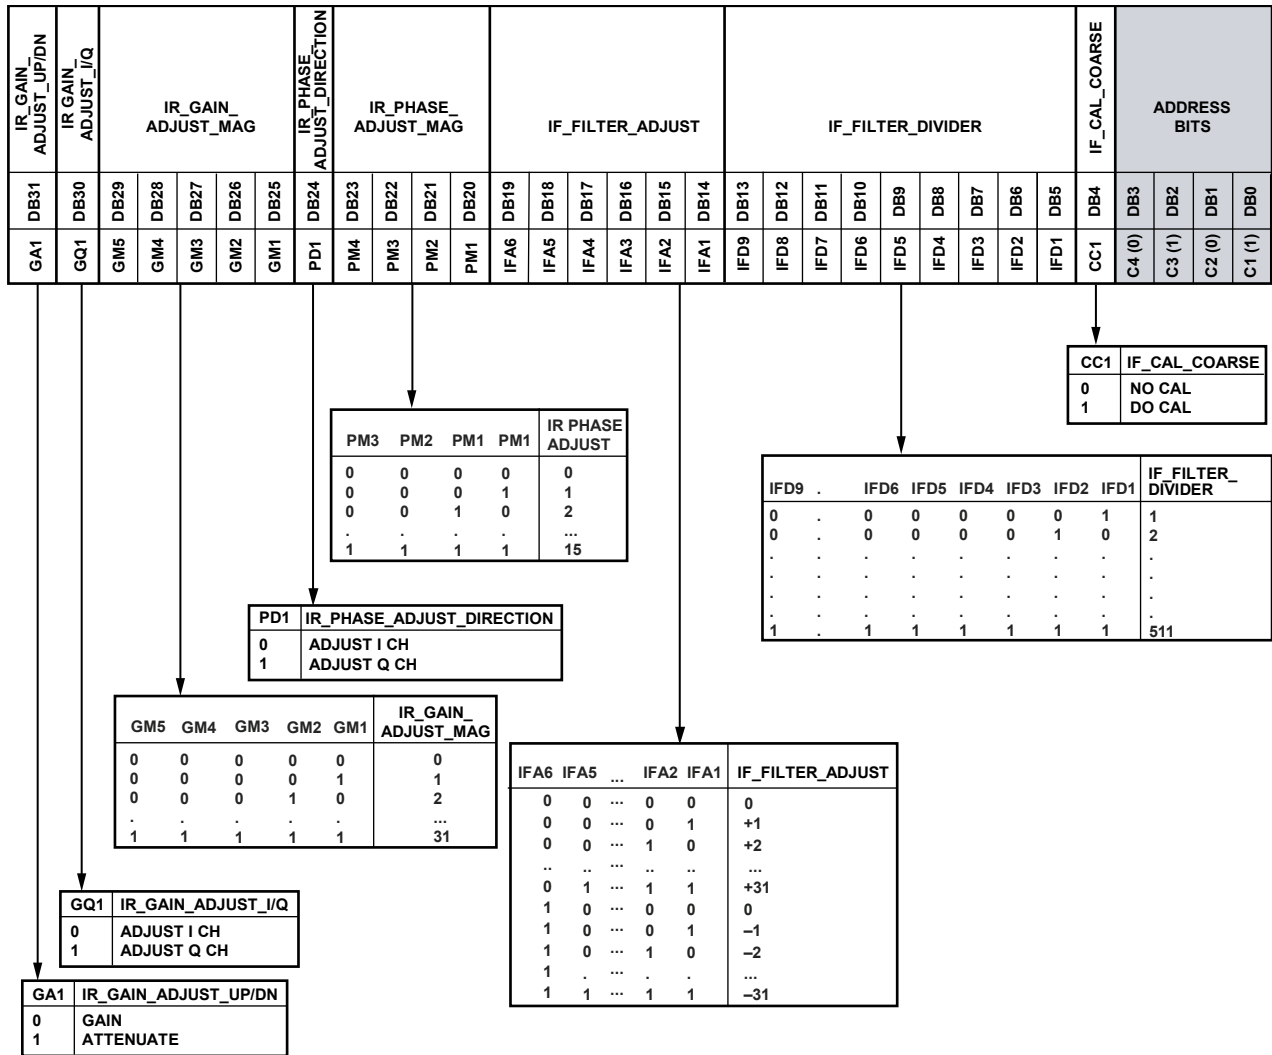 IR_GAIN_
ADJUST_UP/DN
IR GAIN_
ADJUST_I/Q
IR_GAIN_
ADJUST_MAG
IR_PHASE_
ADJUST_DIRECTION
IR_PHASE_
ADJUST_MAG
IF_FILTER_ADJUST
IF_FILTER_DIVIDER
IF_CAL_COARSE
ADDRESS
BITS
DB31 DB30 DB29 DB28 DB27 DB26 DB25 DB24 DB23 DB22 DB21 DB20 DB19 DB18 DB17 DB16 DB15 DB14 DB13 DB12 DB11 DB10 DB9 DB8 DB7 DB6 DB5 DB4 DB3 DB2 DB1 DB0
GA1 GQ1 GM5 GM4 GM3 GM2 GM1 PD1 PM4 PM3 PM2 PM1 IFA6 IFA5 IFA4 IFA3 IFA2 IFA1 IFD9 IFD8 IFD7 IFD6 IFD5 IFD4 IFD3 IFD2 IFD1 CC1 C4 (0) C3 (1) C2 (0) C1 (1)
CC1 IF_CAL_COARSE
0 NO CAL
1 DO CAL
PM3 PM2 PM1 PM1 IR PHASE
ADJUST
0 0 0 0 0
0 0 0 1 1
0 0 1 0 2
. . . . ...
1 1 1 1 15
IFD9 . IFD6 IFD5 IFD4 IFD3 IFD2 IFD1 IF_FILTER_
DIVIDER
0 . 0 0 0 0 0 1 1
0 . 0 0 0 0 1 0 2
. . . . . . . . .
. . . . . . . . .
. . . . . . . . .
. . . . . . . . .
1 . 1 1 1 1 1 1 511
PD1 IR_PHASE_ADJUST_DIRECTION
0 ADJUST I CH
1 ADJUST Q CH
GM5 GM4 GM3 GM2 GM1 IR_GAIN_
ADJUST_MAG
0 0 0 0 0 0
0 0 0 0 1 1
0 0 0 1 0 2
. . . . . ...
1 1 1 1 1 31
IFA6 IFA5 ... IFA2 IFA1 IF_FILTER_ADJUST
0 0 ... 0 0 0
0 0 ... 0 1 +1
0 0 ... 1 0 +2
.. .. ... .. .. ...
0 1 ... 1 1 +31
1 0 ... 0 0 0
1 0 ... 0 1 –1
1 0 ... 1 0 –2
1 . ... . . ...
1 1 ... 1 1 –31
GQ1 IR_GAIN_ADJUST_I/Q
0 ADJUST I CH
1 ADJUST Q CH
GA1 IR_GAIN_ADJUST_UP/DN
0 GAIN
1 ATTENUATE